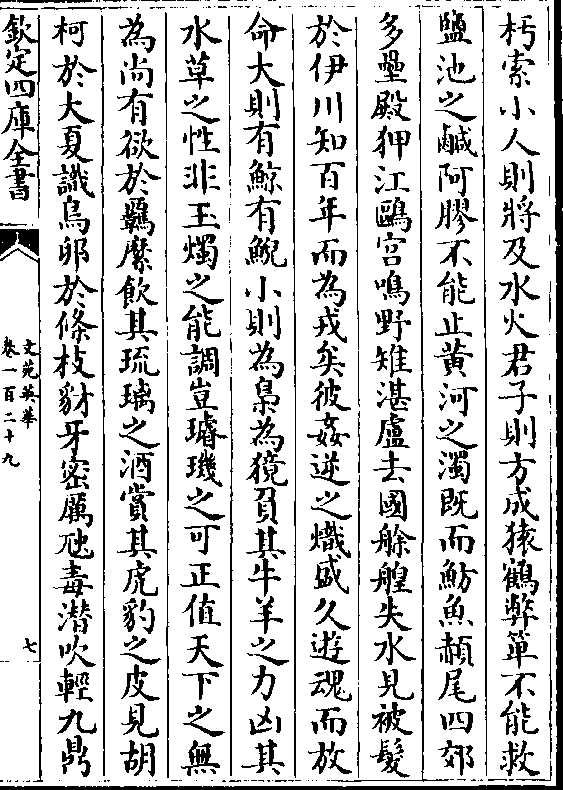 朽索小人則將及水火君子則方成猿鶴弊箄不能救
鹽池之鹹阿膠不能止黄河之濁既而魴魚赬尾四郊
多壘殿狎江鷗宫鳴野雉湛盧去國艅艎失水見被髮
於伊川知百年而為戎矣彼姦逆之熾盛久遊魂而放
命大則有鯨有鯢小則為梟為獍負其牛羊之力凶其
水草之性非玉燭之能調豈璿璣之可正值天下之無
為尚有欲於羈縻飲其琉璃之酒賞其虎豹之皮見胡
柯於大夏識鳥卵於條枝豺牙密厲虺毒潜吹輕九鼎
欽定四庫全書
文苑英華
卷一百二十九
七